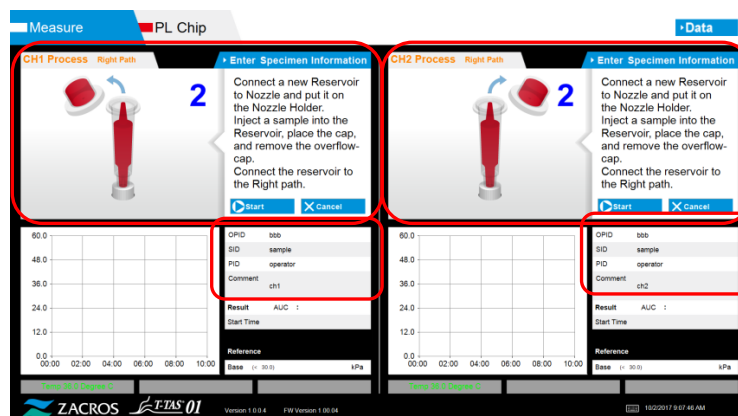 Measure
PL Chip
Data
CH1 Process Right Path
Enter Specimen Information
2
Connect a new Reservoir
to Nozzle and put it on
the Nozzle Holder.
Inject a sample into the
Reservoir, place the cap,
and remove the overflow-
cap.
Connect the reservoir to
the Right path.
Start
Cancel
CH2 Process Right Path
Enter Specimen Information
2
Connect a new Reservoir
to Nozzle and put it on
the Nozzle Holder.
Inject a sample into the
Reservoir, place the cap,
and remove the overflow-
cap.
Connect the reservoir to
the Right path.
Start
Cancel
60.0
48.0
36.0
24.0
12.0
0.0
00:00 02:00 04:00 06:00 08:00 10:00
OPID bbb
SID sample
PID operator
Comment
ch1
Result AUC :
Start Time
Reference
Base (< 30.0) kPa
60.0
48.0
36.0
24.0
12.0
0.0
00:00 02:00 04:00 06:00 08:00 10:00
OPID bbb
SID sample
PID operator
Comment
ch2
Result AUC :
Start Time
Reference
Base (< 30.0) kPa
ZACROS T-TAS 01 Version 1.0.0.4 FW Version 1.00.04 10/2/2017 9:07:46 AM